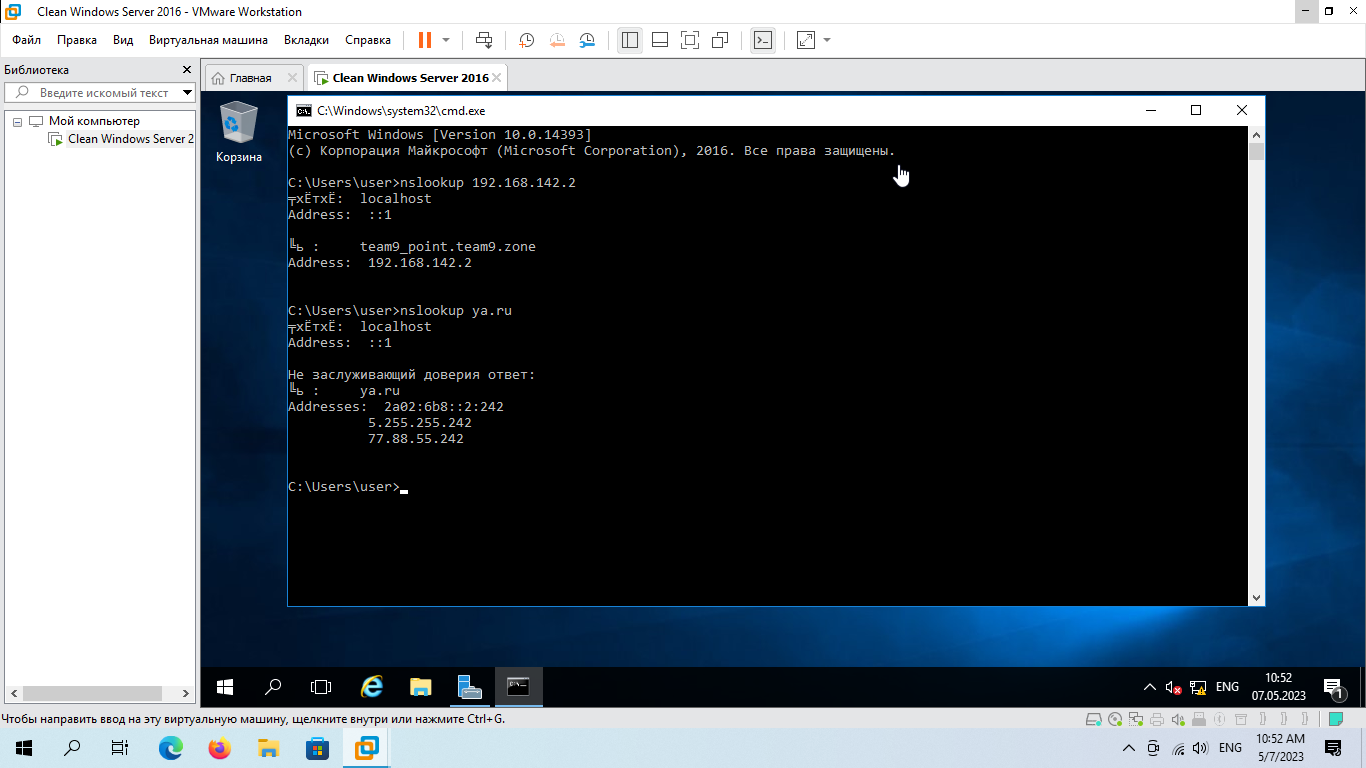 Clean Windows Server 2016 - VMware Workstation
Файл Правка Вид Виртуальная машина Вкладки Справка
Библиотека
Введите искомый текст
Мой компьютер
Clean Windows Server 2
Главная
Clean Windows Server 2016
Корзина
C:\Windows\system32\cmd.exe
Microsoft Windows [Version 10.0.14393]
(c) Корпорация Майкрософт (Microsoft Corporation), 2016. Все права защищены.
C:\Users\user>nslookup 192.168.142.2
╤хЁтхЁ:  localhost
Address:  ::1
╚ь :     team9_point.team9.zone
Address:  192.168.142.2
C:\Users\user>nslookup ya.ru
╤хЁтхЁ:  localhost
Address:  ::1
Не заслуживающий доверия ответ:
╚ь :     ya.ru
Addresses:  2a02:6b8::2:242
5.255.255.242
77.88.55.242
C:\Users\user>
ENG
10:52
07.05.2023
1
Чтобы направить ввод на эту виртуальную машину, щелкните внутри или нажмите Ctrl+G.
ENG
10:52 AM
5/7/2023